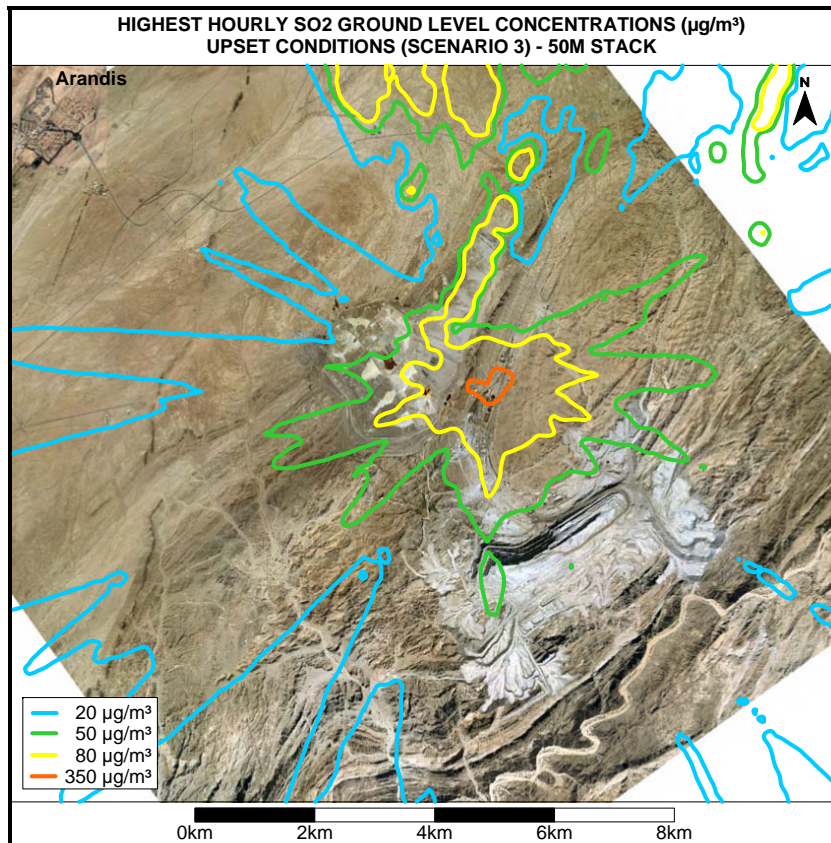 HIGHEST HOURLY SO2 GROUND LEVEL CONCENTRATIONS (µg/m³)
UPSET CONDITIONS (SCENARIO 3) - 50M STACK
Arandis
N
20 µg/m³
50 µg/m³
80 µg/m³
350 µg/m³
0km 2km 4km 6km 8km